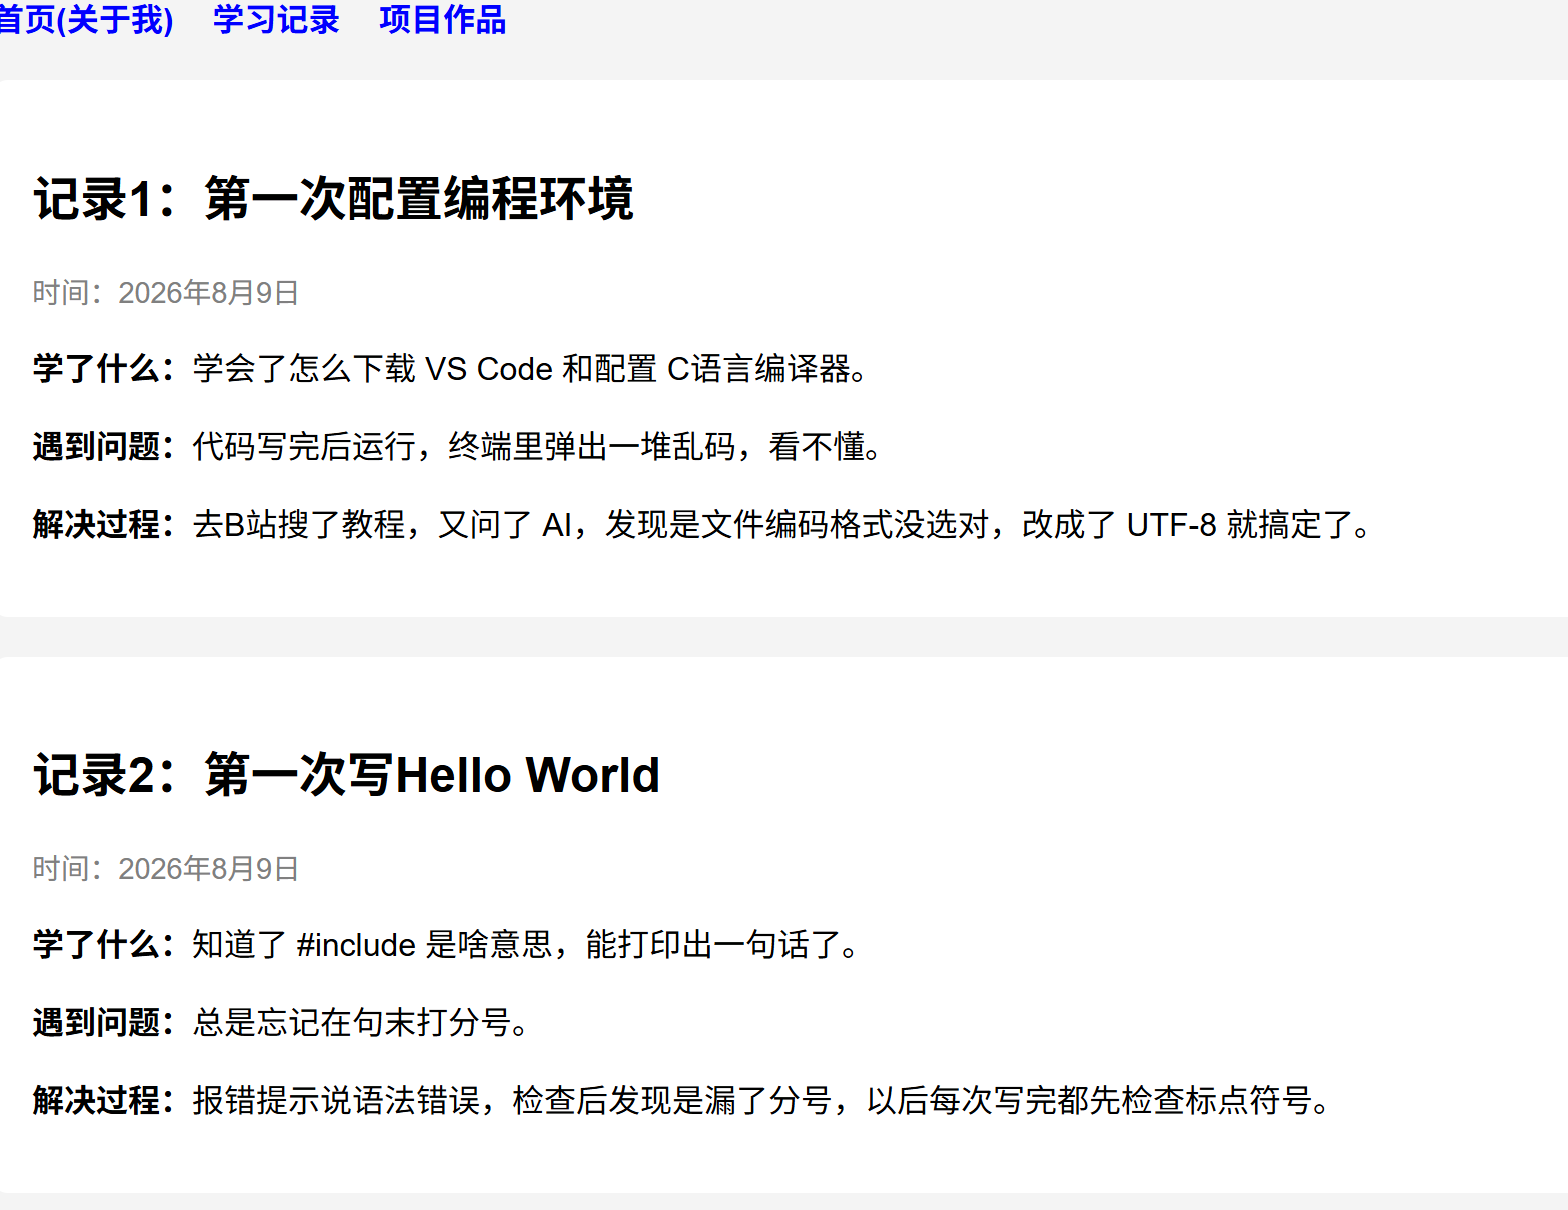 首页(关于我) 学习记录 项目作品
记录1：第一次配置编程环境
时间：2026年8月9日
学了什么：学会了怎么下载 VS Code 和配置 C语言编译器。
遇到问题：代码写完后运行，终端里弹出一堆乱码，看不懂。
解决过程：去B站搜了教程，又问了 AI，发现是文件编码格式没选对，改成了 UTF-8 就搞定了。
记录2：第一次写Hello World
时间：2026年8月9日
学了什么：知道了 #include 是啥意思，能打印出一句话了。
遇到问题：总是忘记在句末打分号。
解决过程：报错提示说语法错误，检查后发现是漏了分号，以后每次写完都先检查标点符号。